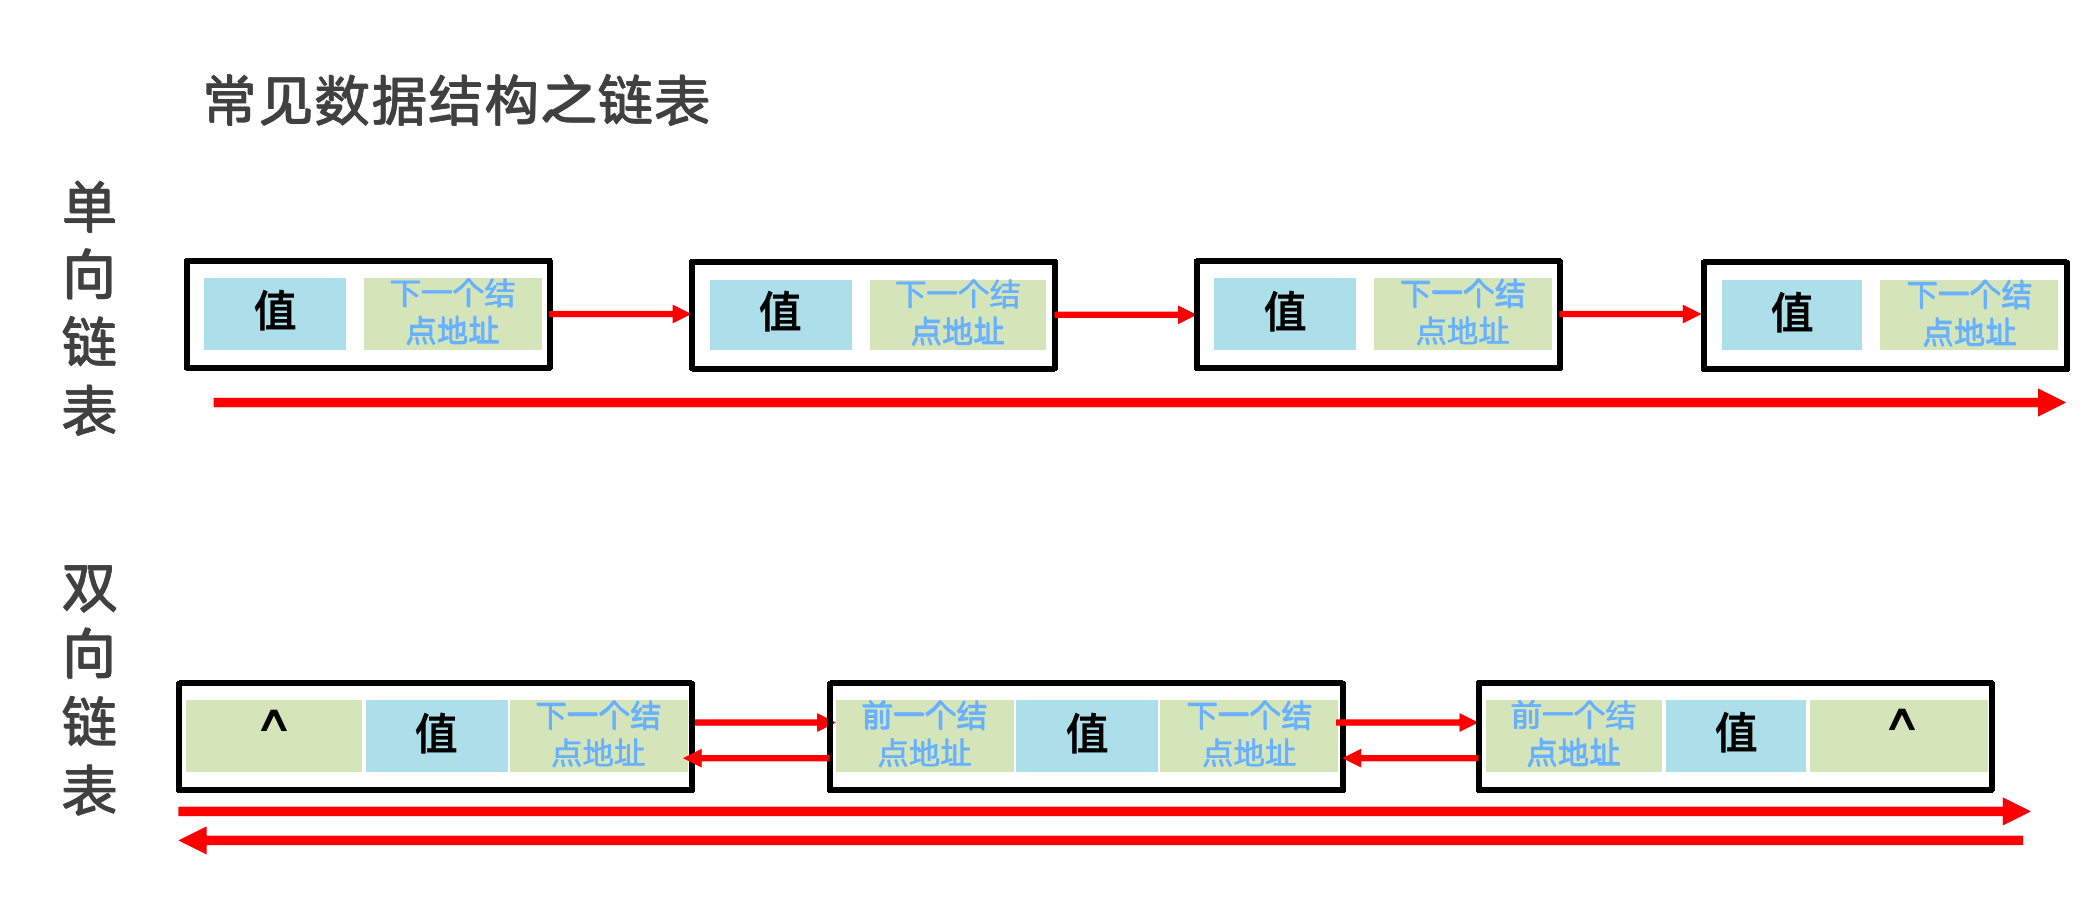 常见数据结构之链表
单向链表
值
下一个结
点地址
值
下一个结
点地址
值
下一个结
点地址
值
下一个结
点地址
双向链表
^
值
下一个结
点地址
前一个结
点地址
值
下一个结
点地址
前一个结
点地址
值
^